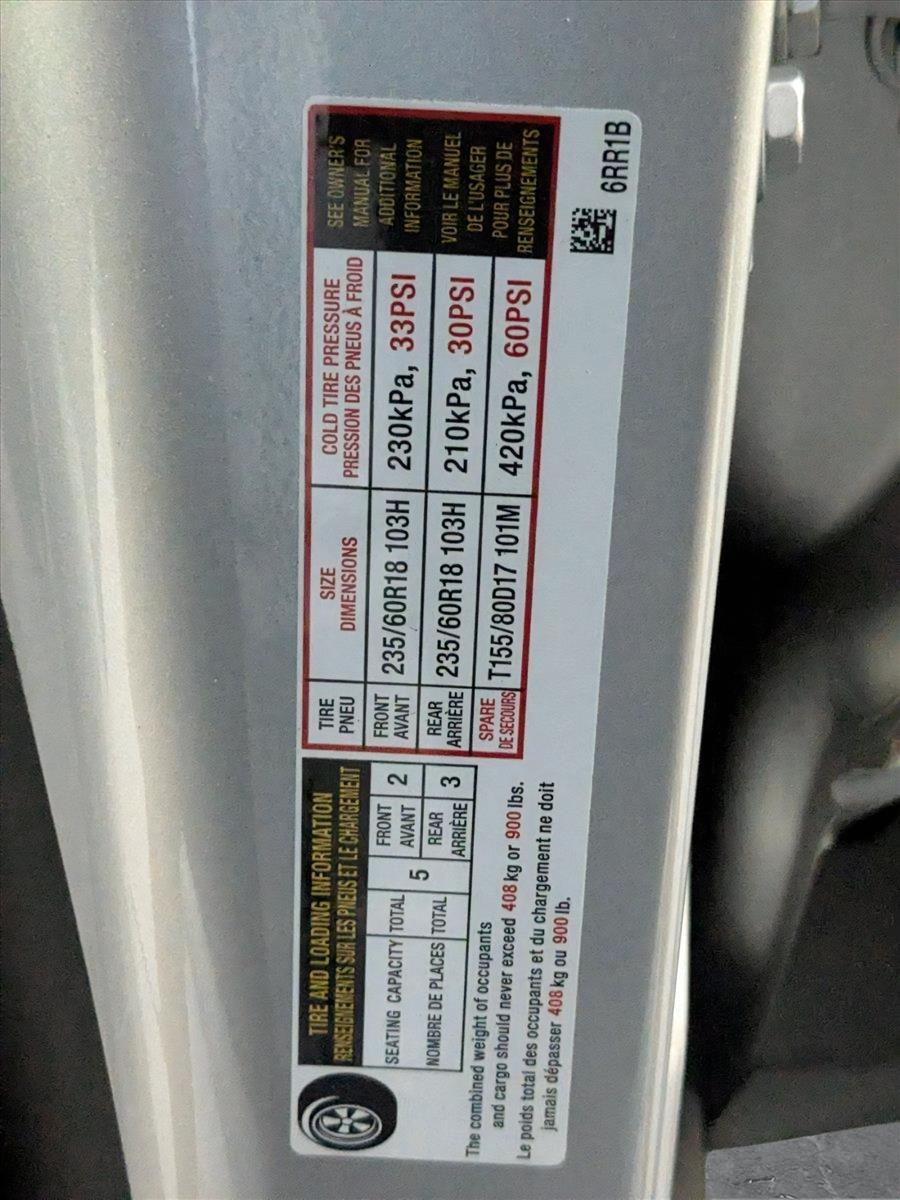 TIRE AND LOADING INFORMATION
RENSEIGNEMENTS SUR LES PNEUS ET LE CHARGEMENT
SEATING CAPACITY TOTAL 5 FRONT 2
AVANT
NOMBRE DE PLACES TOTAL REAR 3
ARRIÈRE
The combined weight of occupants
and cargo should never exceed 408 kg or 900 lbs.
Le poids total des occupants et du chargement ne doit
jamais dépasser 408 kg ou 900 lb.
TIRE SIZE COLD TIRE PRESSURE
PNEU DIMENSIONS PRESSION DES PNEUS À FROID
FRONT 235/60R18 103H 230kPa, 33PSI
AVANT
REAR 235/60R18 103H 210kPa, 30PSI
ARRIÈRE
SPARE T155/80D17 101M 420kPa, 60PSI
DE SECOURS
SEE OWNER'S
MANUAL FOR
ADDITIONAL
INFORMATION
VOIR LE MANUEL
DE L'USAGER
POUR PLUS DE
RENSEIGNEMENTS
6RR1B